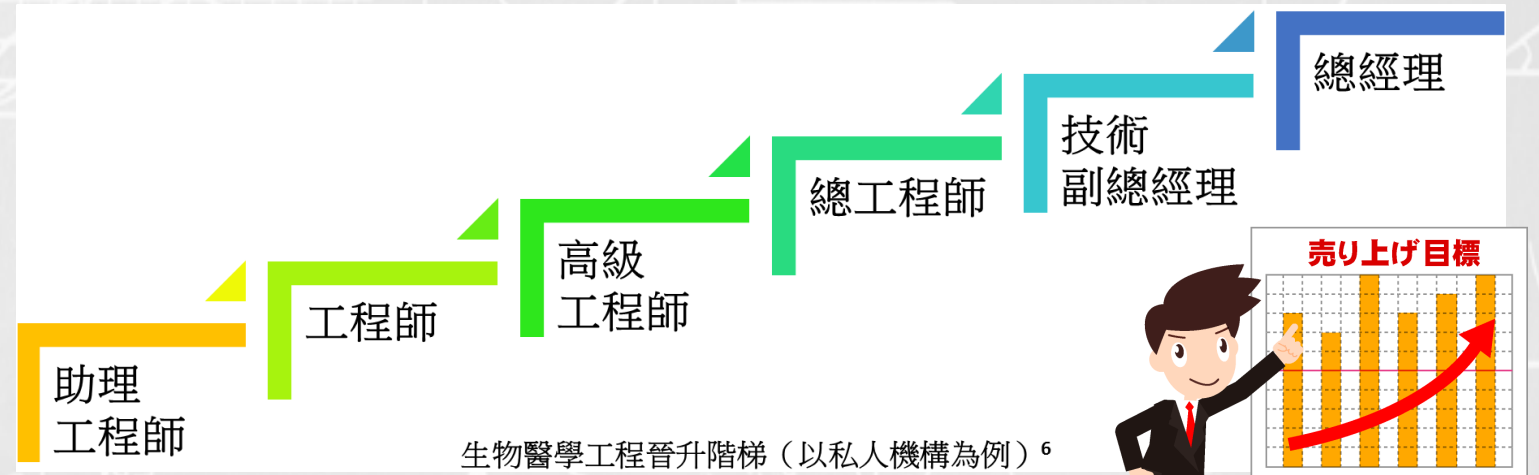 助理
工程師
工程師
高級
工程師
總工程師
技術
副總經理
總經理
売り上げ目標
生物醫學工程晉升階梯（以私人機構為例）6